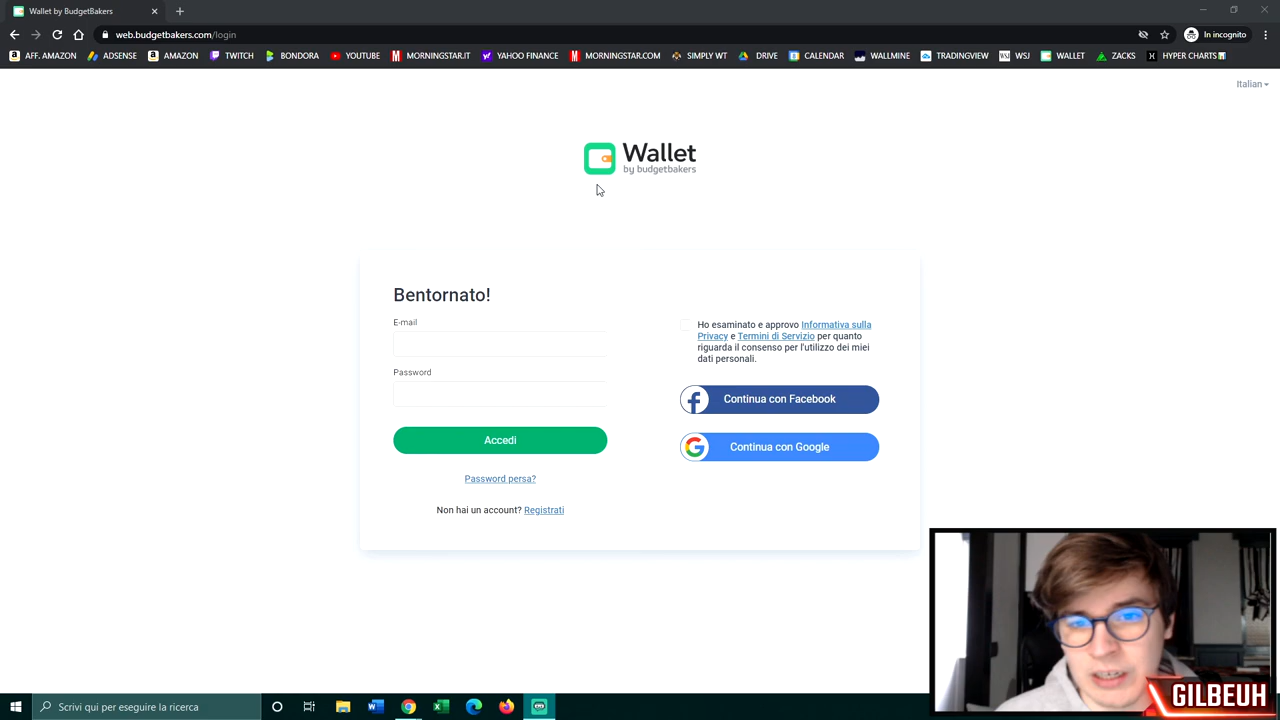 Wallet by BudgetBakers
web.budgetbakers.com/login
In incognito
AFF. AMAZON ADSENSE AMAZON TWITCH BONDORA YOUTUBE MORNINGSTAR.IT YAHOO FINANCE MORNINGSTAR.COM SIMPLY WT DRIVE CALENDAR WALLMINE TRADINGVIEW WSJ WALLET ZACKS HYPER CHARTS
Italian
Wallet
by budgetbakers
Bentornato!
E-mail
Password
Accedi
Password persa?
Non hai un account? Registrati
Ho esaminato e approvo Informativa sulla
Privacy e Termini di Servizio per quanto
riguarda il consenso per l'utilizzo dei miei
dati personali.
Continua con Facebook
Continua con Google
Scrivi qui per eseguire la ricerca
GILBEUH